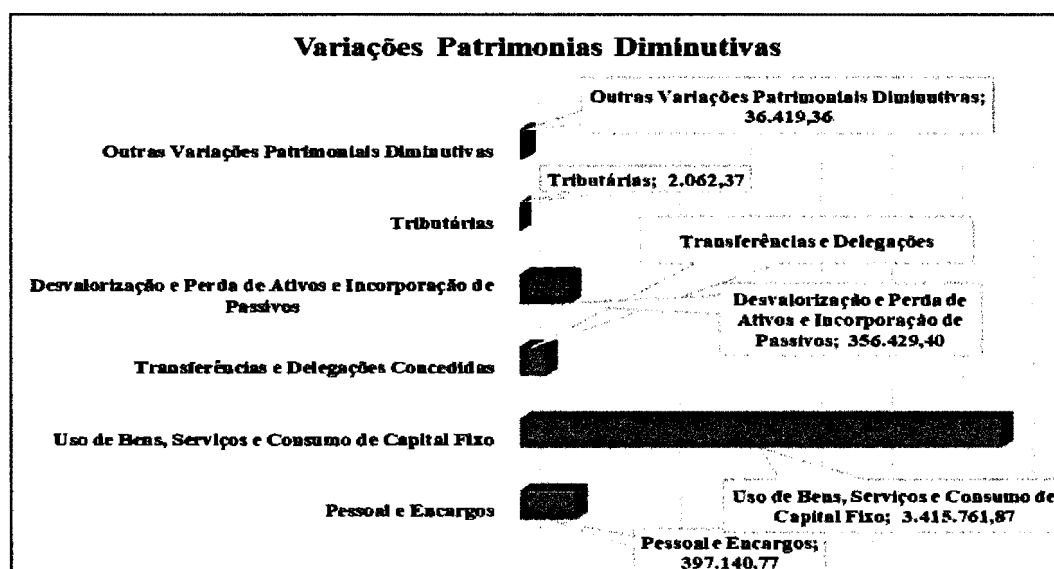 Variações Patrimonias Diminutivas
Outras Variações Patrimoniais Diminutivas;
36.419,36
Outras Variações Patrimoniais Diminutivas
Tributárias; 2.062,37
Tributárias
Transferências e Delegações
Desvalorização e Perda de Ativos e Incorporação de
Passivos
Desvalorização e Perda de
Ativos e Incorporação de
Passivos; 356.429,40
Transferências e Delegações Concedidas
Uso de Bens, Serviços e Consumo de Capital Fixo
Uso de Bens, Serviços e Consumo de
Capital Fixo; 3.415.761,87
Pessoal e Encargos
Pessoal e Encargos;
397.140,77